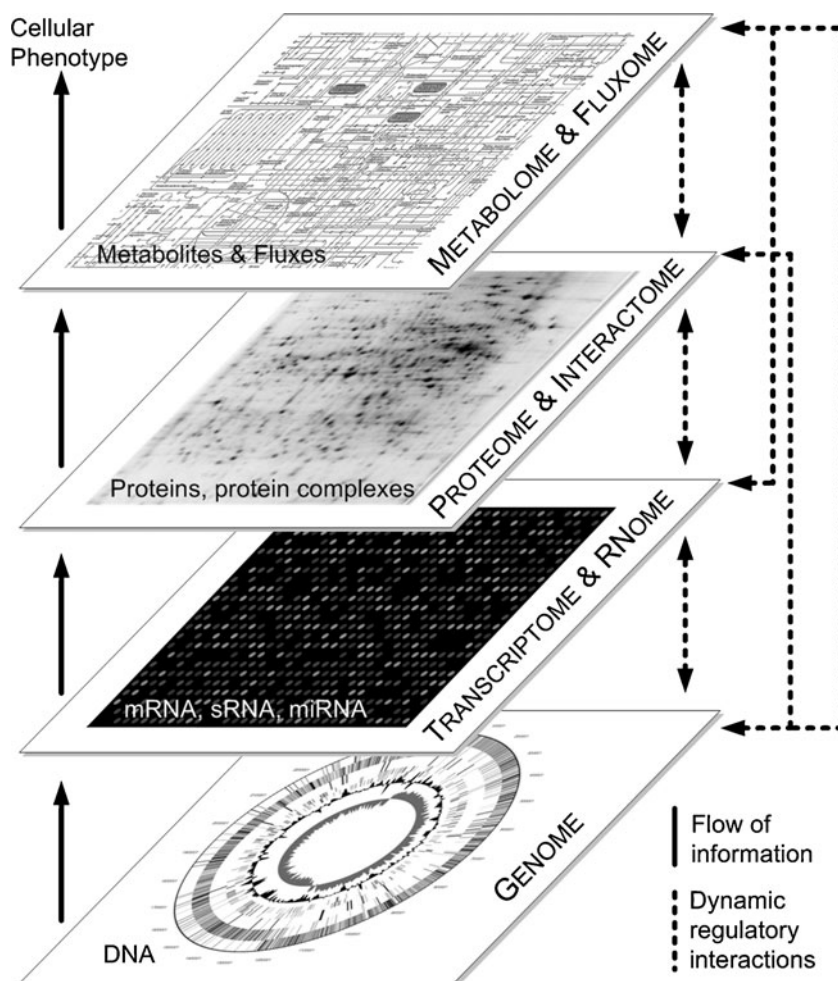 Cellular
Phenotype
METABOLOME & FLUXOME
Metabolites & Fluxes
PROTEOME & INTERACTOME
Proteins, protein complexes
TRANSCRIPTOME & RNOME
mRNA, sRNA, miRNA
GENOME
DNA
Flow of
information
Dynamic
regulatory
interactions